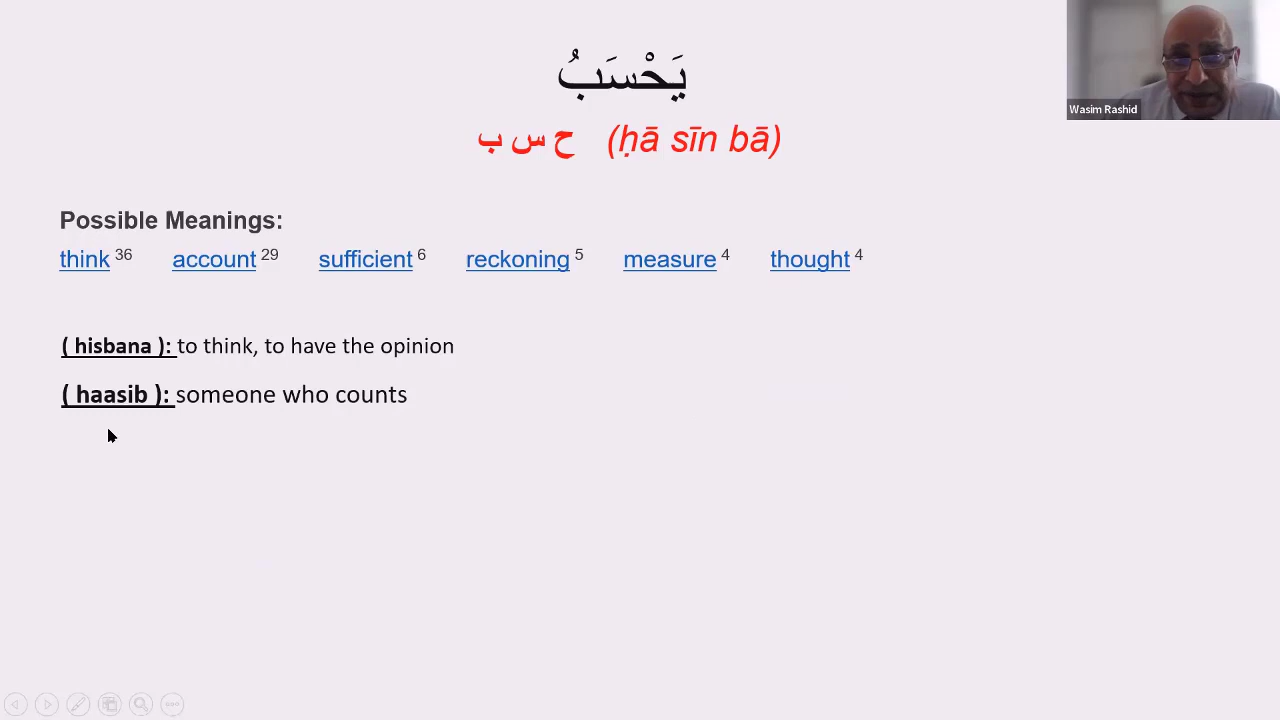 يَحْسَبُ
ح س ب (ḥā sīn bā)
Possible Meanings:
think 36 account 29 sufficient 6 reckoning 5 measure 4 thought 4
( hisbana ): to think, to have the opinion
( haasib ): someone who counts
Wasim Rashid